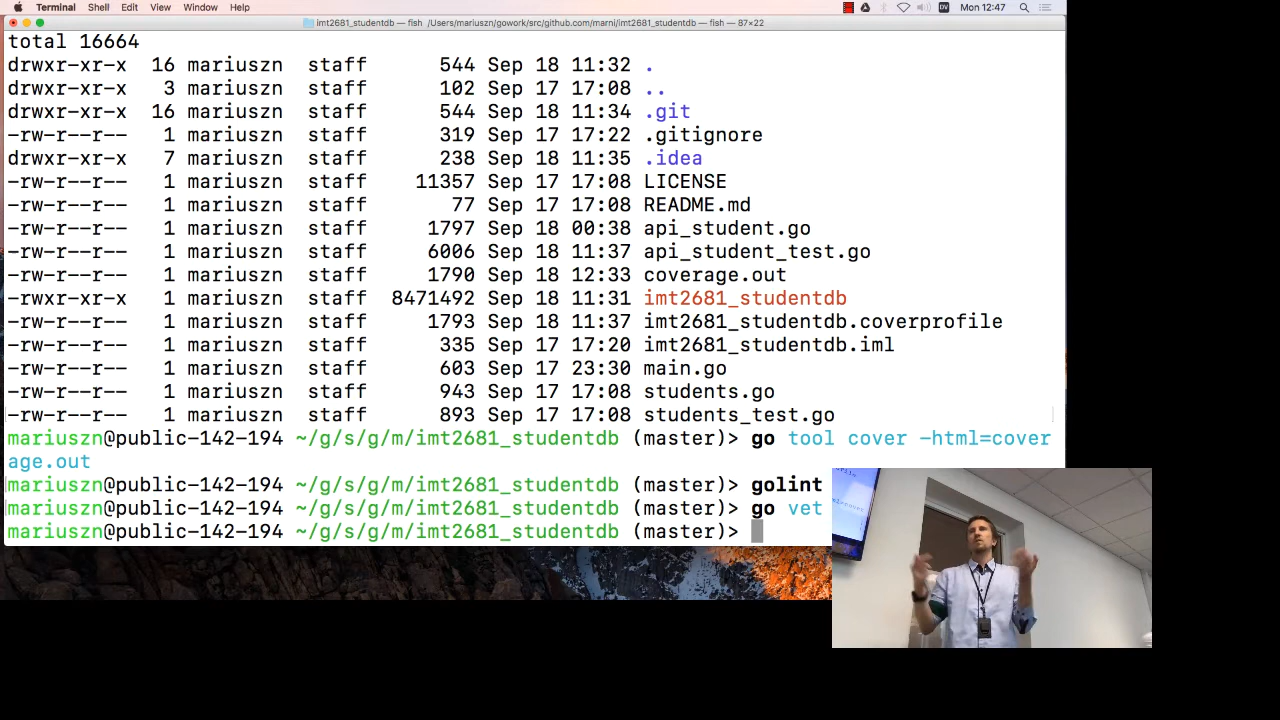 Terminal Shell Edit View Window Help DV Mon 12:47
imt2681_studentdb — fish /Users/mariuszn/gowork/src/github.com/marni/imt2681_studentdb — fish — 87×22
total 16664
drwxr-xr-x 16 mariuszn staff 544 Sep 18 11:32 .
drwxr-xr-x 3 mariuszn staff 102 Sep 17 17:08 ..
drwxr-xr-x 16 mariuszn staff 544 Sep 18 11:34 .git
-rw-r--r-- 1 mariuszn staff 319 Sep 17 17:22 .gitignore
drwxr-xr-x 7 mariuszn staff 238 Sep 18 11:35 .idea
-rw-r--r-- 1 mariuszn staff 11357 Sep 17 17:08 LICENSE
-rw-r--r-- 1 mariuszn staff 77 Sep 17 17:08 README.md
-rw-r--r-- 1 mariuszn staff 1797 Sep 18 00:38 api_student.go
-rw-r--r-- 1 mariuszn staff 6006 Sep 18 11:37 api_student_test.go
-rw-r--r-- 1 mariuszn staff 1790 Sep 18 12:33 coverage.out
-rwxr-xr-x 1 mariuszn staff 8471492 Sep 18 11:31 imt2681_studentdb
-rw-r--r-- 1 mariuszn staff 1793 Sep 18 11:37 imt2681_studentdb.coverprofile
-rw-r--r-- 1 mariuszn staff 335 Sep 17 17:20 imt2681_studentdb.iml
-rw-r--r-- 1 mariuszn staff 603 Sep 17 23:30 main.go
-rw-r--r-- 1 mariuszn staff 943 Sep 17 17:08 students.go
-rw-r--r-- 1 mariuszn staff 893 Sep 17 17:08 students_test.go
mariuszn@public-142-194 ~/g/s/g/m/imt2681_studentdb (master)> go tool cover -html=cover
age.out
mariuszn@public-142-194 ~/g/s/g/m/imt2681_studentdb (master)> golint
mariuszn@public-142-194 ~/g/s/g/m/imt2681_studentdb (master)> go vet
mariuszn@public-142-194 ~/g/s/g/m/imt2681_studentdb (master)>